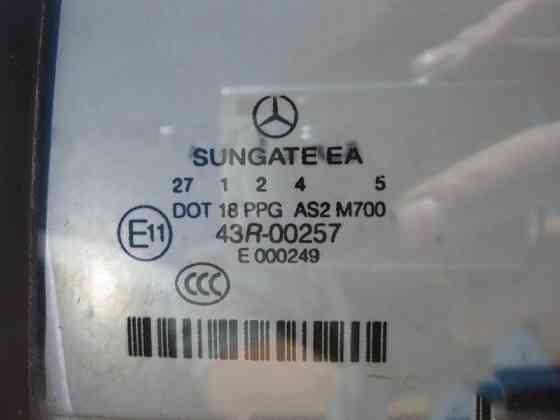 SUNGATE EA
27 1 2 4 5
DOT 18 PPG AS2 M700
E11 43R-00257
E 000249
CCC